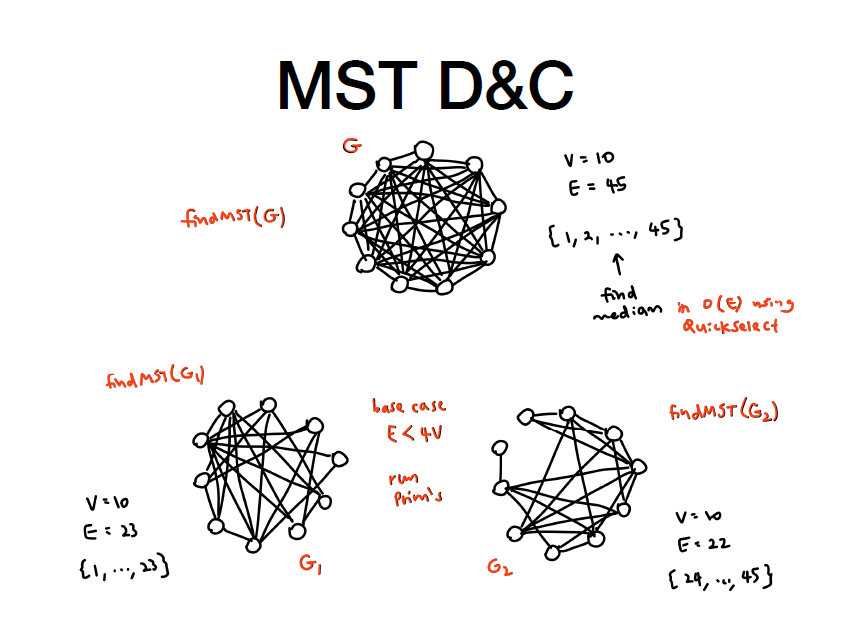 MST D&C
G
findMST(G)
V = 10
E = 45
{1, 2, ..., 45}
↑
find
median
in O(E) using
Quickselect
findMST(G₁)
base case
E < 4V
run
Prim's
findMST(G₂)
V = 10
E = 23
{1, ..., 23}
G₁
G₂
V = 10
E = 22
{24, ..., 45}